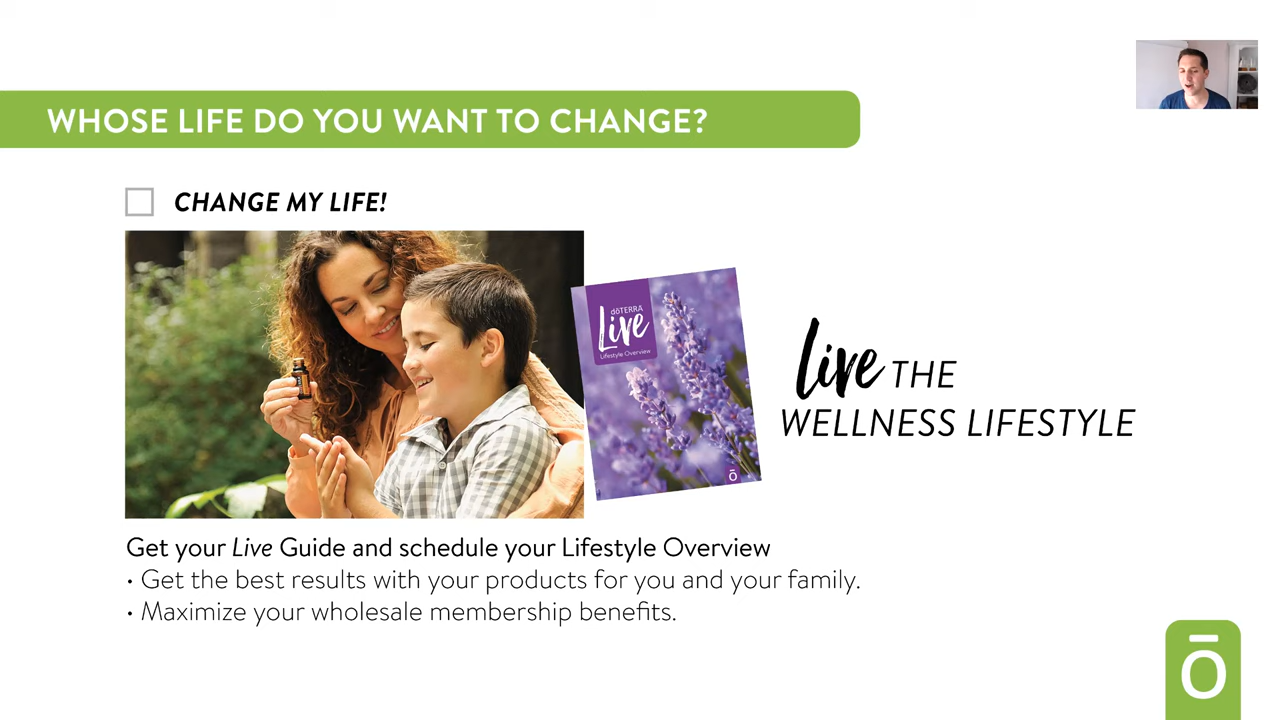 WHOSE LIFE DO YOU WANT TO CHANGE?
CHANGE MY LIFE!
dōTERRA
Live
Lifestyle Overview
ō
Live THE
WELLNESS LIFESTYLE
Get your Live Guide and schedule your Lifestyle Overview
• Get the best results with your products for you and your family.
• Maximize your wholesale membership benefits.
ō